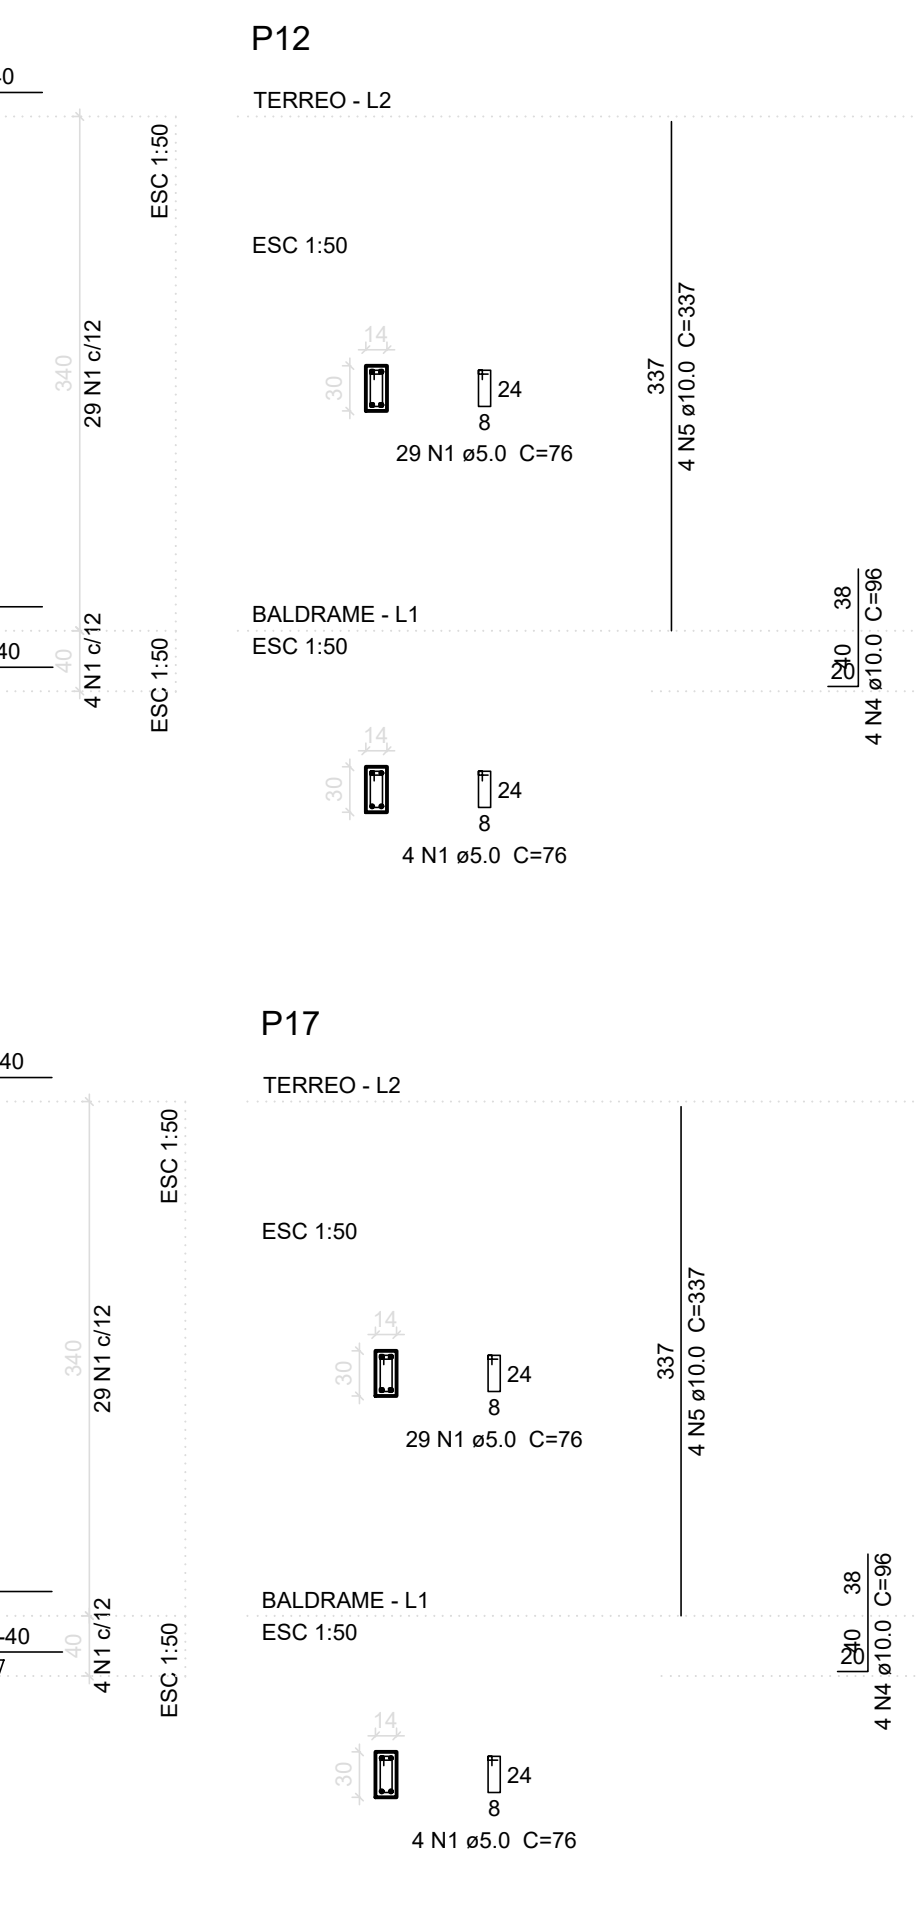 P12
-40
TERREO - L2
ESC 1:50
340
29 N1 c/12
ESC 1:50
14
30
24
8
29 N1 ø5.0 C=76
337
4 N5 ø10.0 C=337
BALDRAME - L1
ESC 1:50
40
40
4 N1 c/12
ESC 1:50
38
40
20
4 N4 ø10.0 C=96
14
30
24
8
4 N1 ø5.0 C=76
P17
-40
TERREO - L2
ESC 1:50
340
29 N1 c/12
ESC 1:50
14
30
24
8
29 N1 ø5.0 C=76
337
4 N5 ø10.0 C=337
BALDRAME - L1
ESC 1:50
-40
7
40
4 N1 c/12
ESC 1:50
38
40
20
4 N4 ø10.0 C=96
14
30
24
8
4 N1 ø5.0 C=76